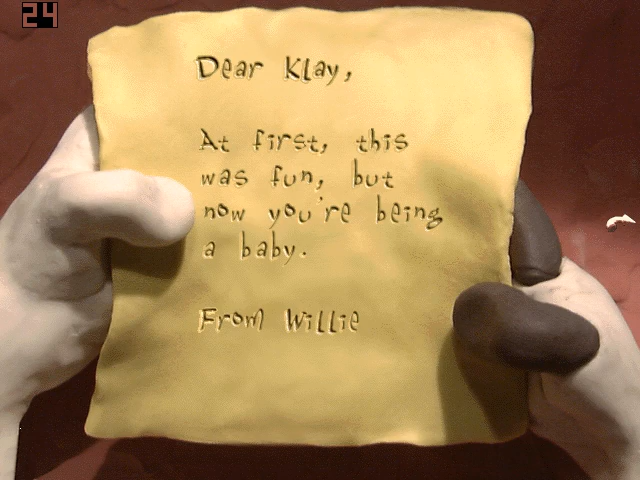 24
Dear Klay,
At first, this
was fun, but
now you're being
a baby.
From Willie